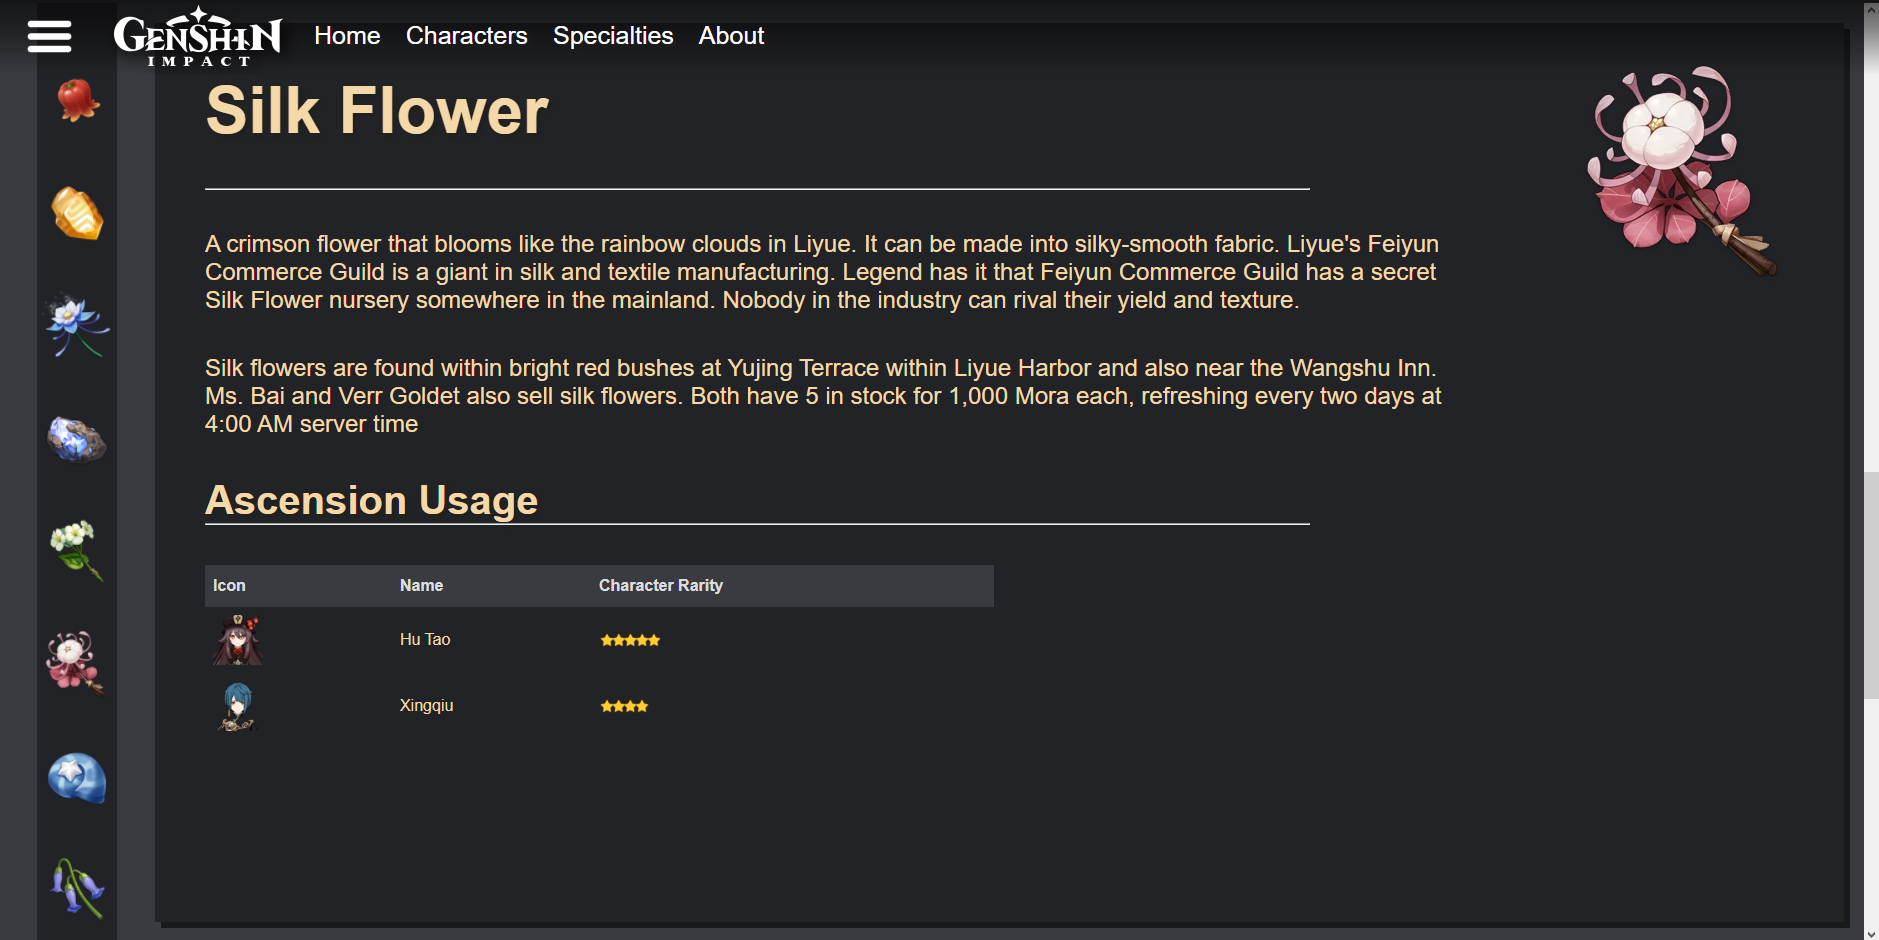 GENSHIN
IMPACT
Home Characters Specialties About
Silk Flower
A crimson flower that blooms like the rainbow clouds in Liyue. It can be made into silky-smooth fabric. Liyue's Feiyun
Commerce Guild is a giant in silk and textile manufacturing. Legend has it that Feiyun Commerce Guild has a secret
Silk Flower nursery somewhere in the mainland. Nobody in the industry can rival their yield and texture.
Silk flowers are found within bright red bushes at Yujing Terrace within Liyue Harbor and also near the Wangshu Inn.
Ms. Bai and Verr Goldet also sell silk flowers. Both have 5 in stock for 1,000 Mora each, refreshing every two days at
4:00 AM server time
Ascension Usage
Icon Name Character Rarity
Hu Tao
Xingqiu